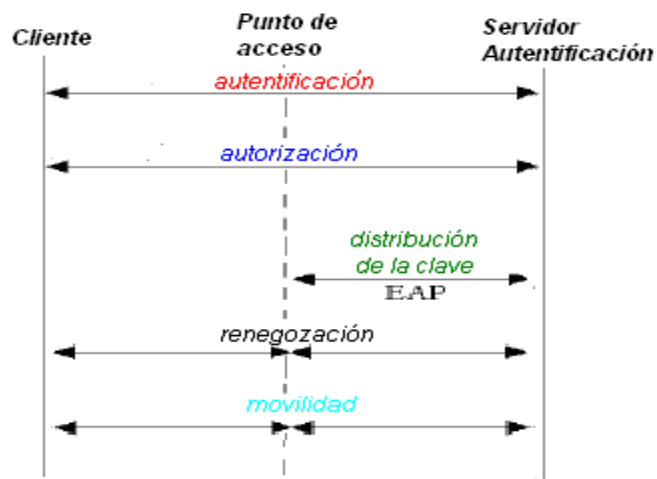 Cliente
Punto de
acceso
Servidor
Autentificación
autentificación
autorización
distribución
de la clave
EAP
renegozación
movilidad